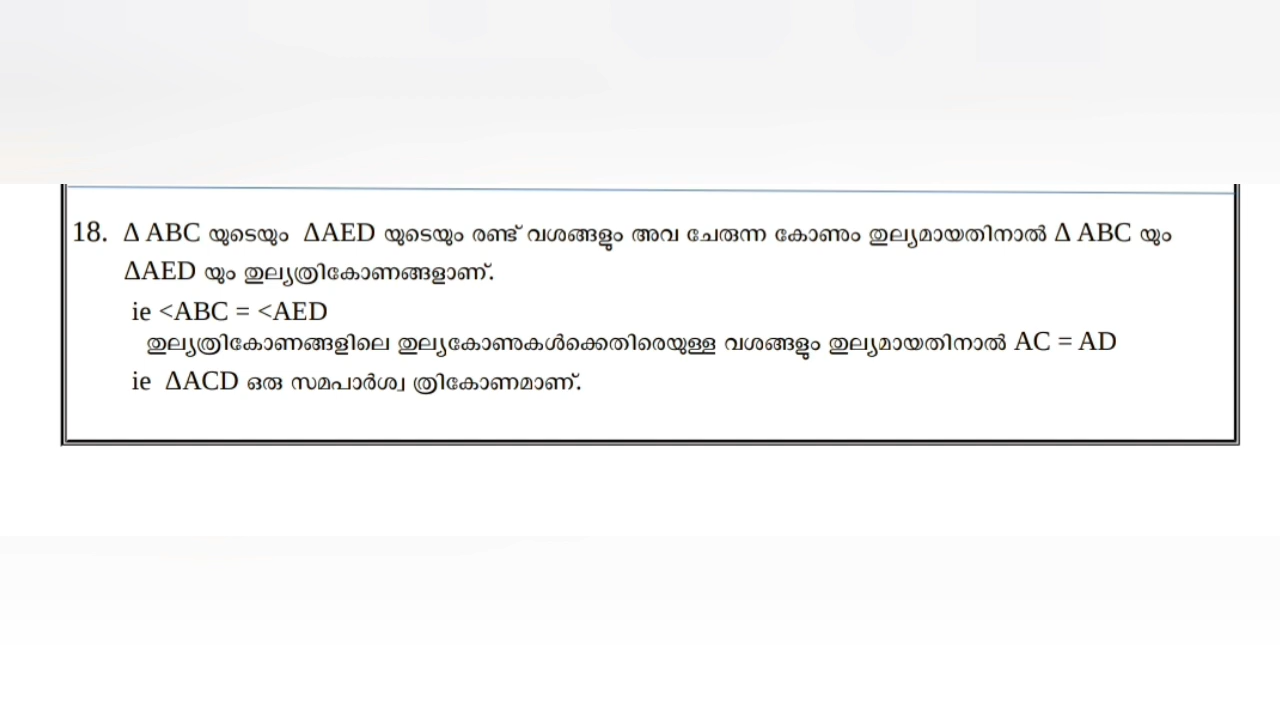 18. Δ ABC യുടെയും ΔAED യുടെയും രണ്ട് വശങ്ങളും അവ ചേരുന്ന കോണും തുല്യമായതിനാൽ Δ ABC യും
ΔAED യും തുല്യത്രികോണങ്ങളാണ്.
ie <ABC = <AED
തുല്യത്രികോണങ്ങളിലെ തുല്യകോണുകൾക്കെതിരെയുള്ള വശങ്ങളും തുല്യമായതിനാൽ AC = AD
ie ΔACD ഒരു സമപാർശ്വ ത്രികോണമാണ്.